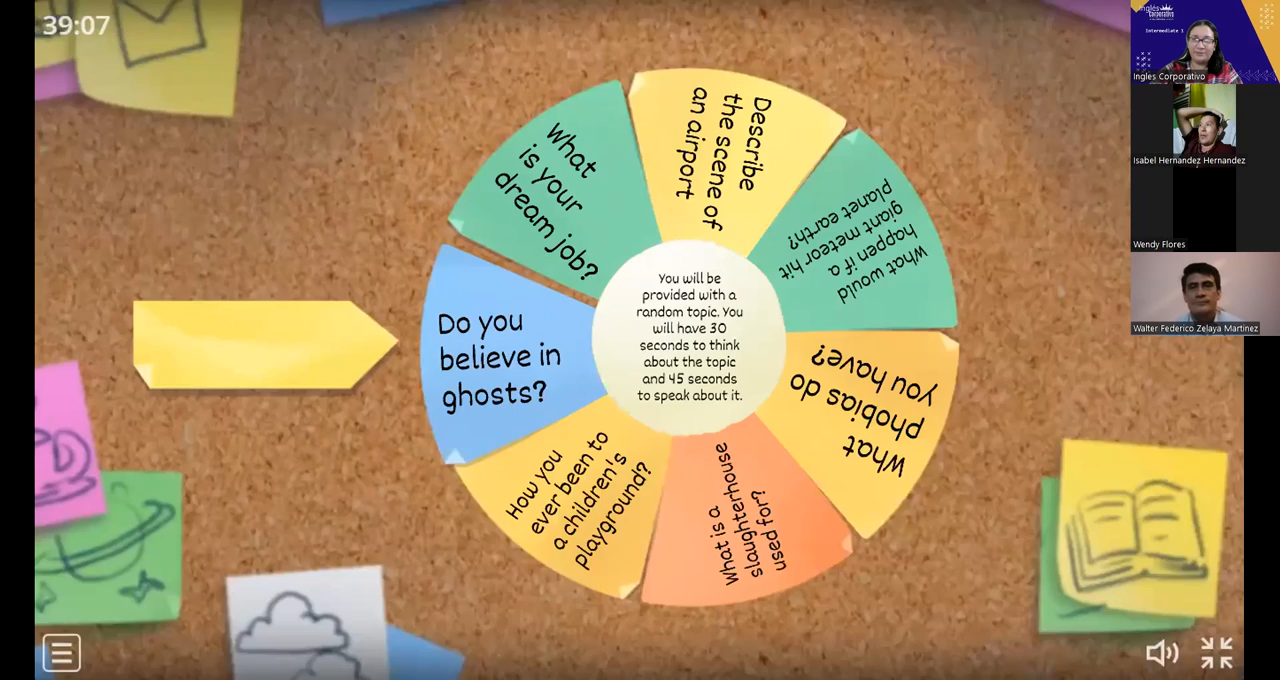 39:07
Describe
the scene of
an airport
What would
happen if a
giant meteor hit
planet earth?
What
phobias do
you have?
What is a
slaughterhouse
used for?
How you
ever been to
a children's
playground?
Do you
believe in
ghosts?
What
is your
dream job?
You will be
provided with a
random topic. You
will have 30
seconds to think
about the topic
and 45 seconds
to speak about it.
Inglés
Corporativo
Intermediate 1
Ingles Corporativo
Isabel Hernandez Hernandez
Wendy Flores
Walter Federico Zelaya Martinez